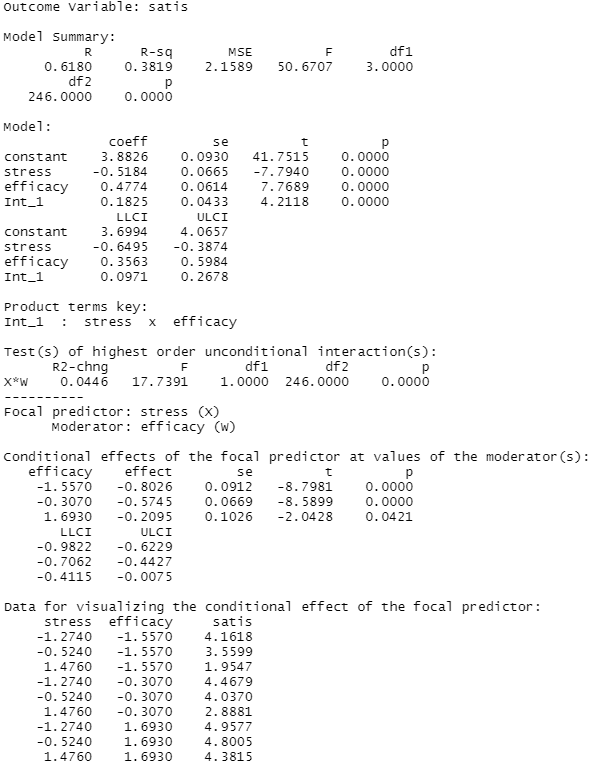 Outcome Variable: satis
Model Summary:
R R-sq MSE F df1
0.6180 0.3819 2.1589 50.6707 3.0000
df2 p
246.0000 0.0000
Model:
coeff se t p
constant 3.8826 0.0930 41.7515 0.0000
stress -0.5184 0.0665 -7.7940 0.0000
efficacy 0.4774 0.0614 7.7689 0.0000
Int_1 0.1825 0.0433 4.2118 0.0000
LLCI ULCI
constant 3.6994 4.0657
stress -0.6495 -0.3874
efficacy 0.3563 0.5984
Int_1 0.0971 0.2678
Product terms key:
Int_1 : stress x efficacy
Test(s) of highest order unconditional interaction(s):
R2-chng F df1 df2 p
X*W 0.0446 17.7391 1.0000 246.0000 0.0000
----------
Focal predictor: stress (X)
Moderator: efficacy (W)
Conditional effects of the focal predictor at values of the moderator(s):
efficacy effect se t p
-1.5570 -0.8026 0.0912 -8.7981 0.0000
-0.3070 -0.5745 0.0669 -8.5899 0.0000
1.6930 -0.2095 0.1026 -2.0428 0.0421
LLCI ULCI
-0.9822 -0.6229
-0.7062 -0.4427
-0.4115 -0.0075
Data for visualizing the conditional effect of the focal predictor:
stress efficacy satis
-1.2740 -1.5570 4.1618
-0.5240 -1.5570 3.5599
1.4760 -1.5570 1.9547
-1.2740 -0.3070 4.4679
-0.5240 -0.3070 4.0370
1.4760 -0.3070 2.8881
-1.2740 1.6930 4.9577
-0.5240 1.6930 4.8005
1.4760 1.6930 4.3815